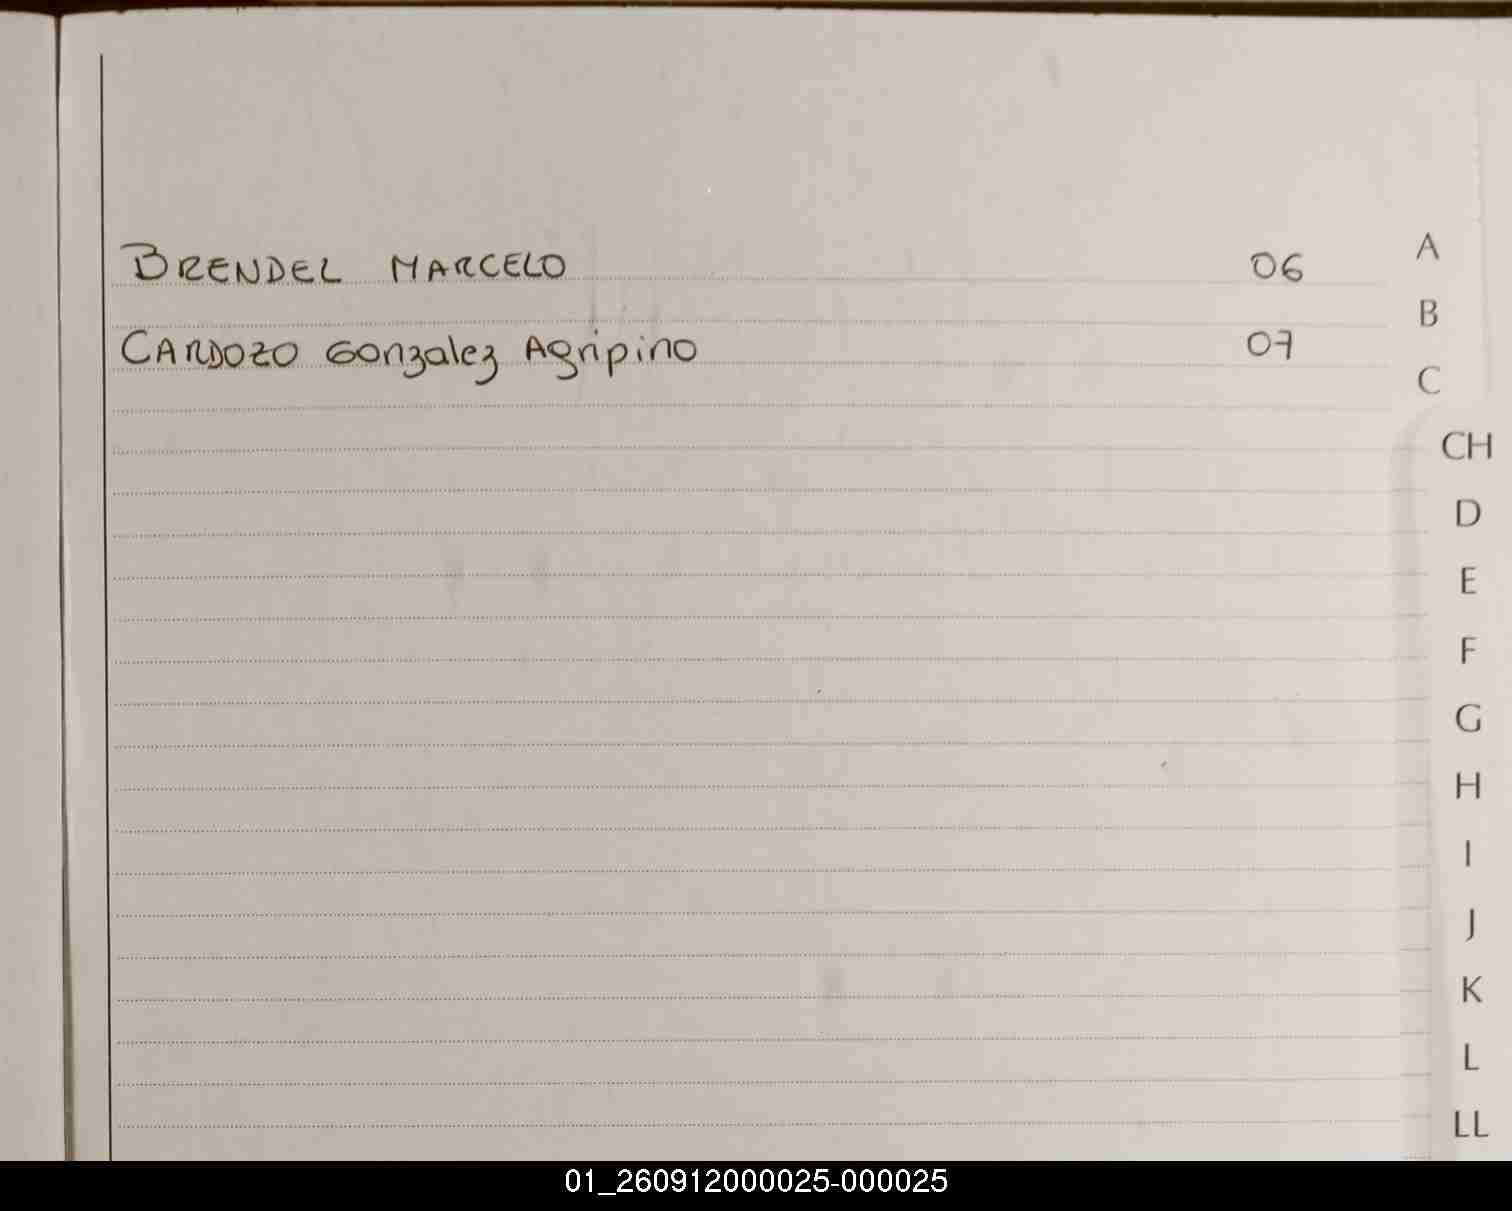 BRENDEL MARCELO 06
CARDOZO Gonzalez Agripino 07
A
B
C
CH
D
E
F
G
H
I
J
K
L
LL
01_260912000025-000025